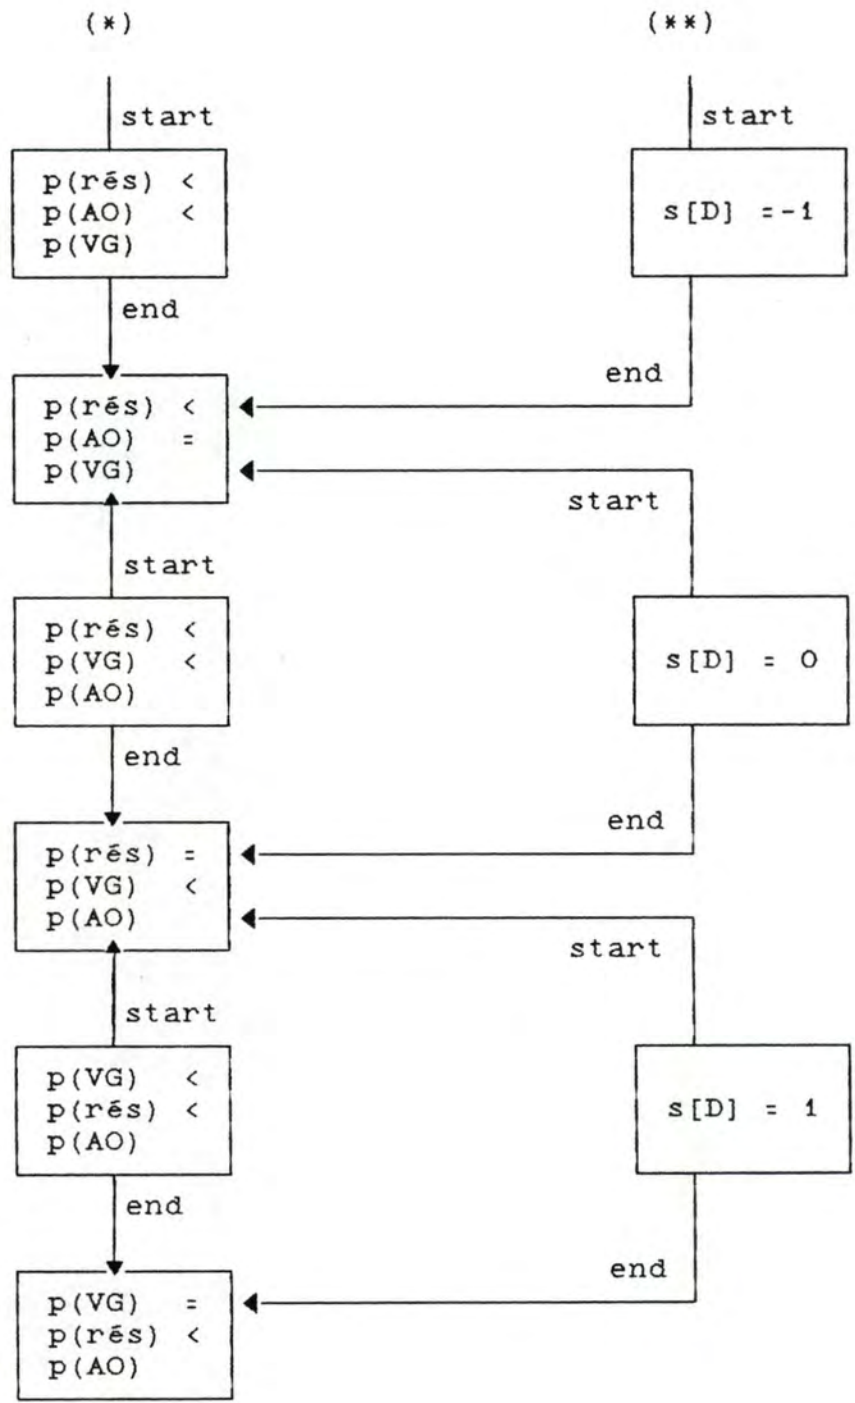 (*) (**)
start start
p(rés) <
p(AO) <
p(VG)
s[D] =-1
end
end
p(rés) <
p(AO) =
p(VG)
start
start
p(rés) <
p(VG) <
p(AO)
s[D] = 0
end
end
p(rés) =
p(VG) <
p(AO)
start
start
p(VG) <
p(rés) <
p(AO)
s[D] = 1
end
end
p(VG) =
p(rés) <
p(AO)